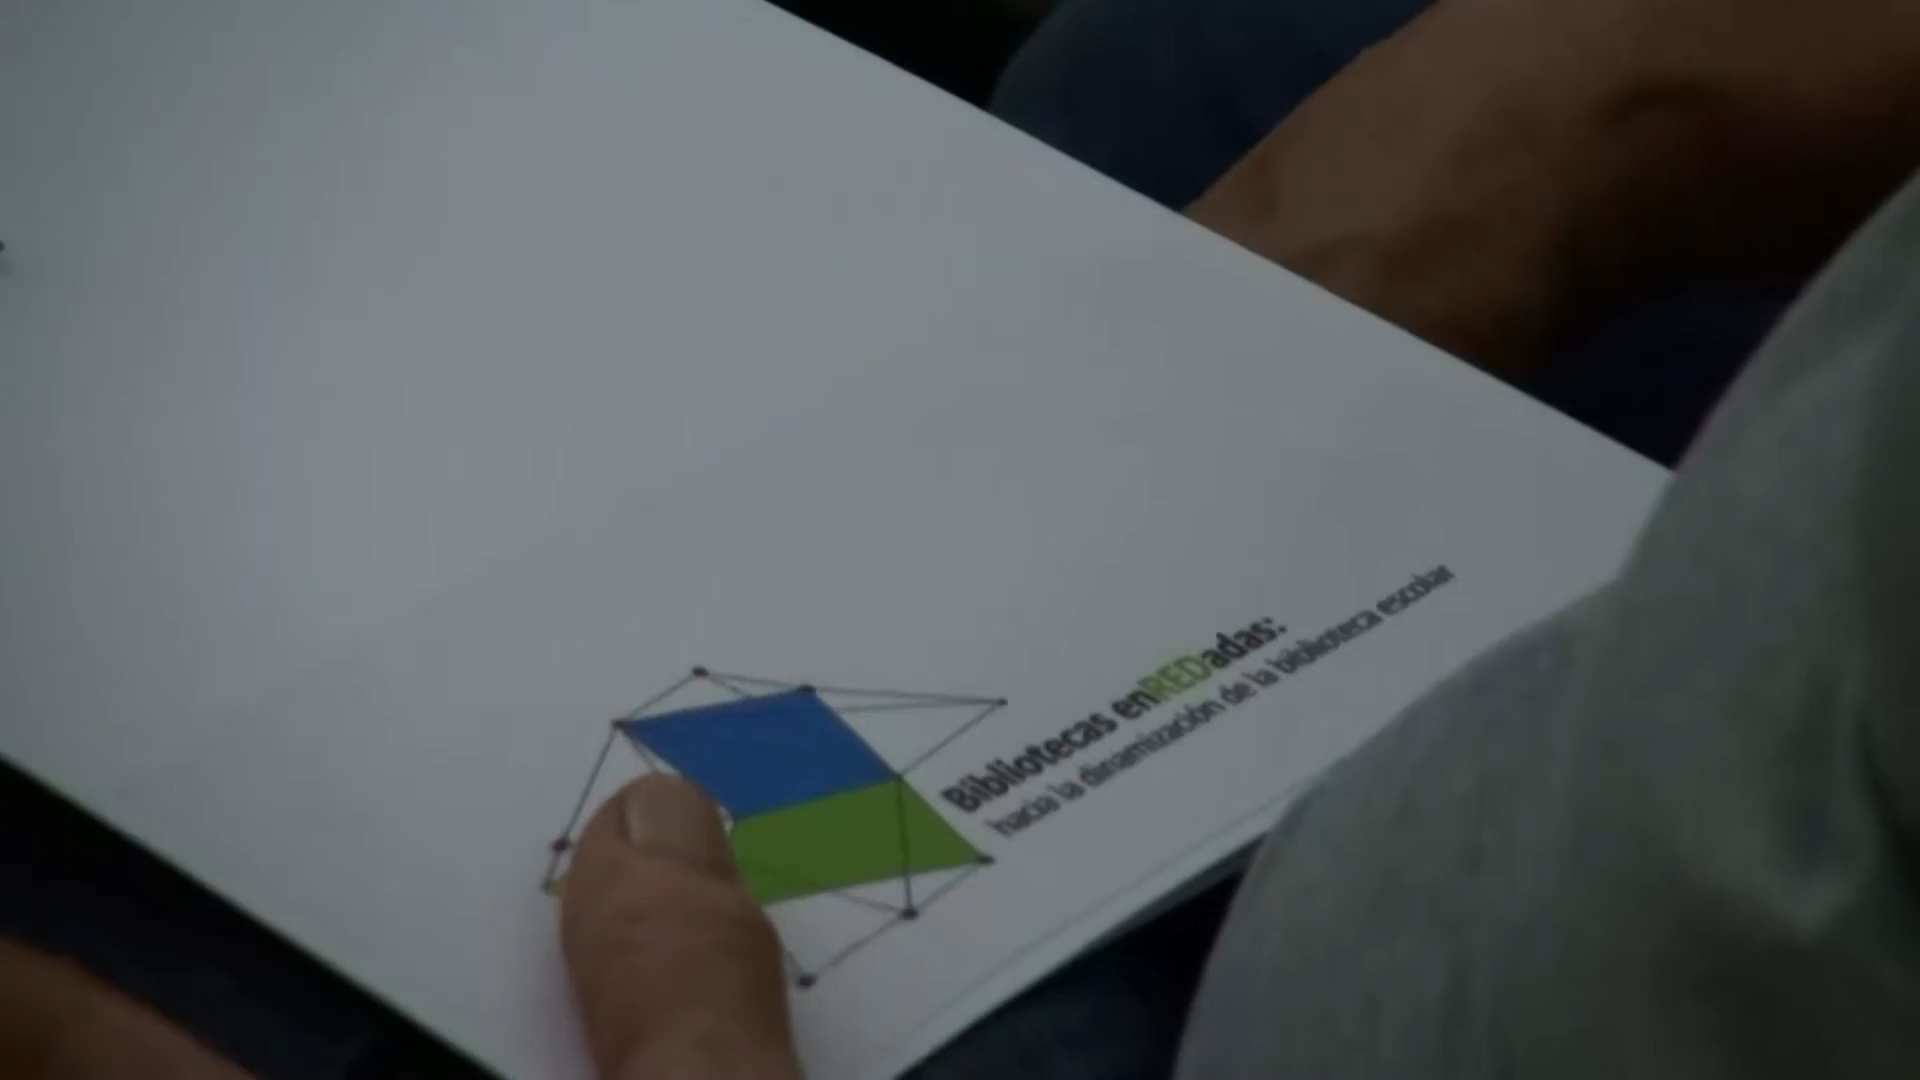 Bibliotecas enREDadas:
hacia la dinamización de la biblioteca escolar